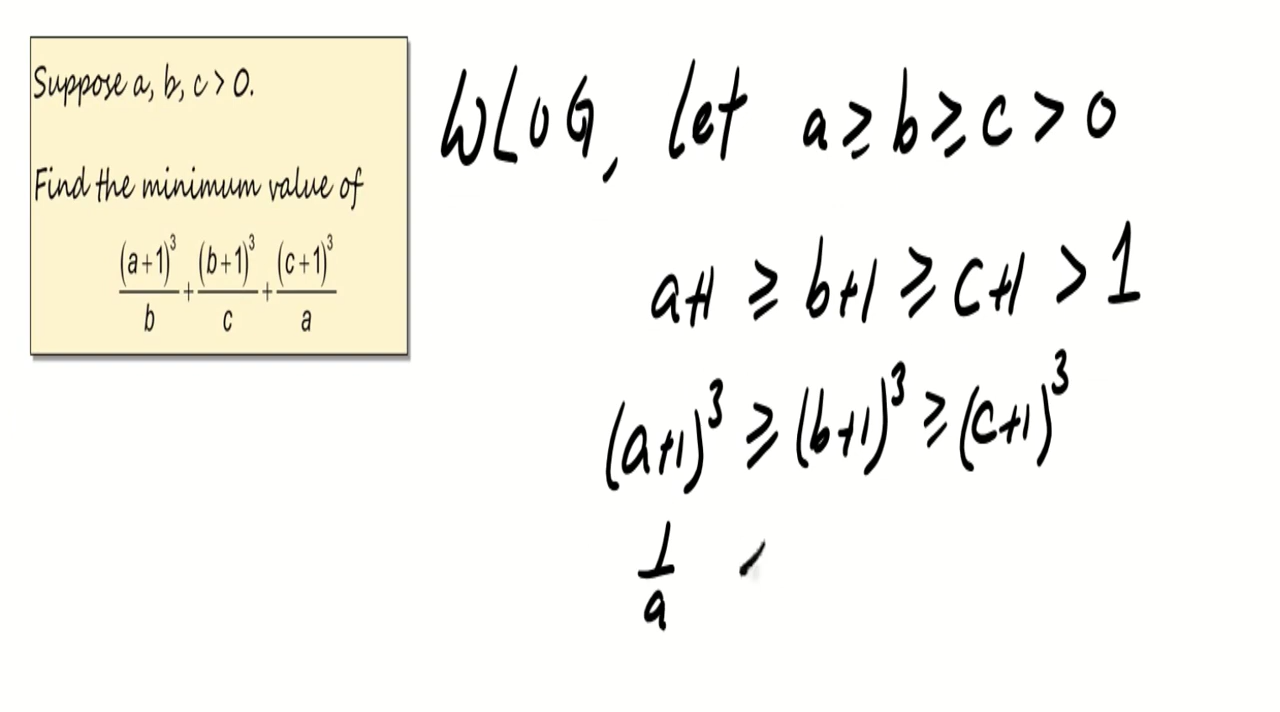 Suppose a, b, c > 0.
Find the minimum value of
(a+1)³/b + (b+1)³/c + (c+1)³/a
WLOG, Let a ≥ b ≥ c > 0
a+1 ≥ b+1 ≥ c+1 > 1
(a+1)³ ≥ (b+1)³ ≥ (c+1)³
1/a